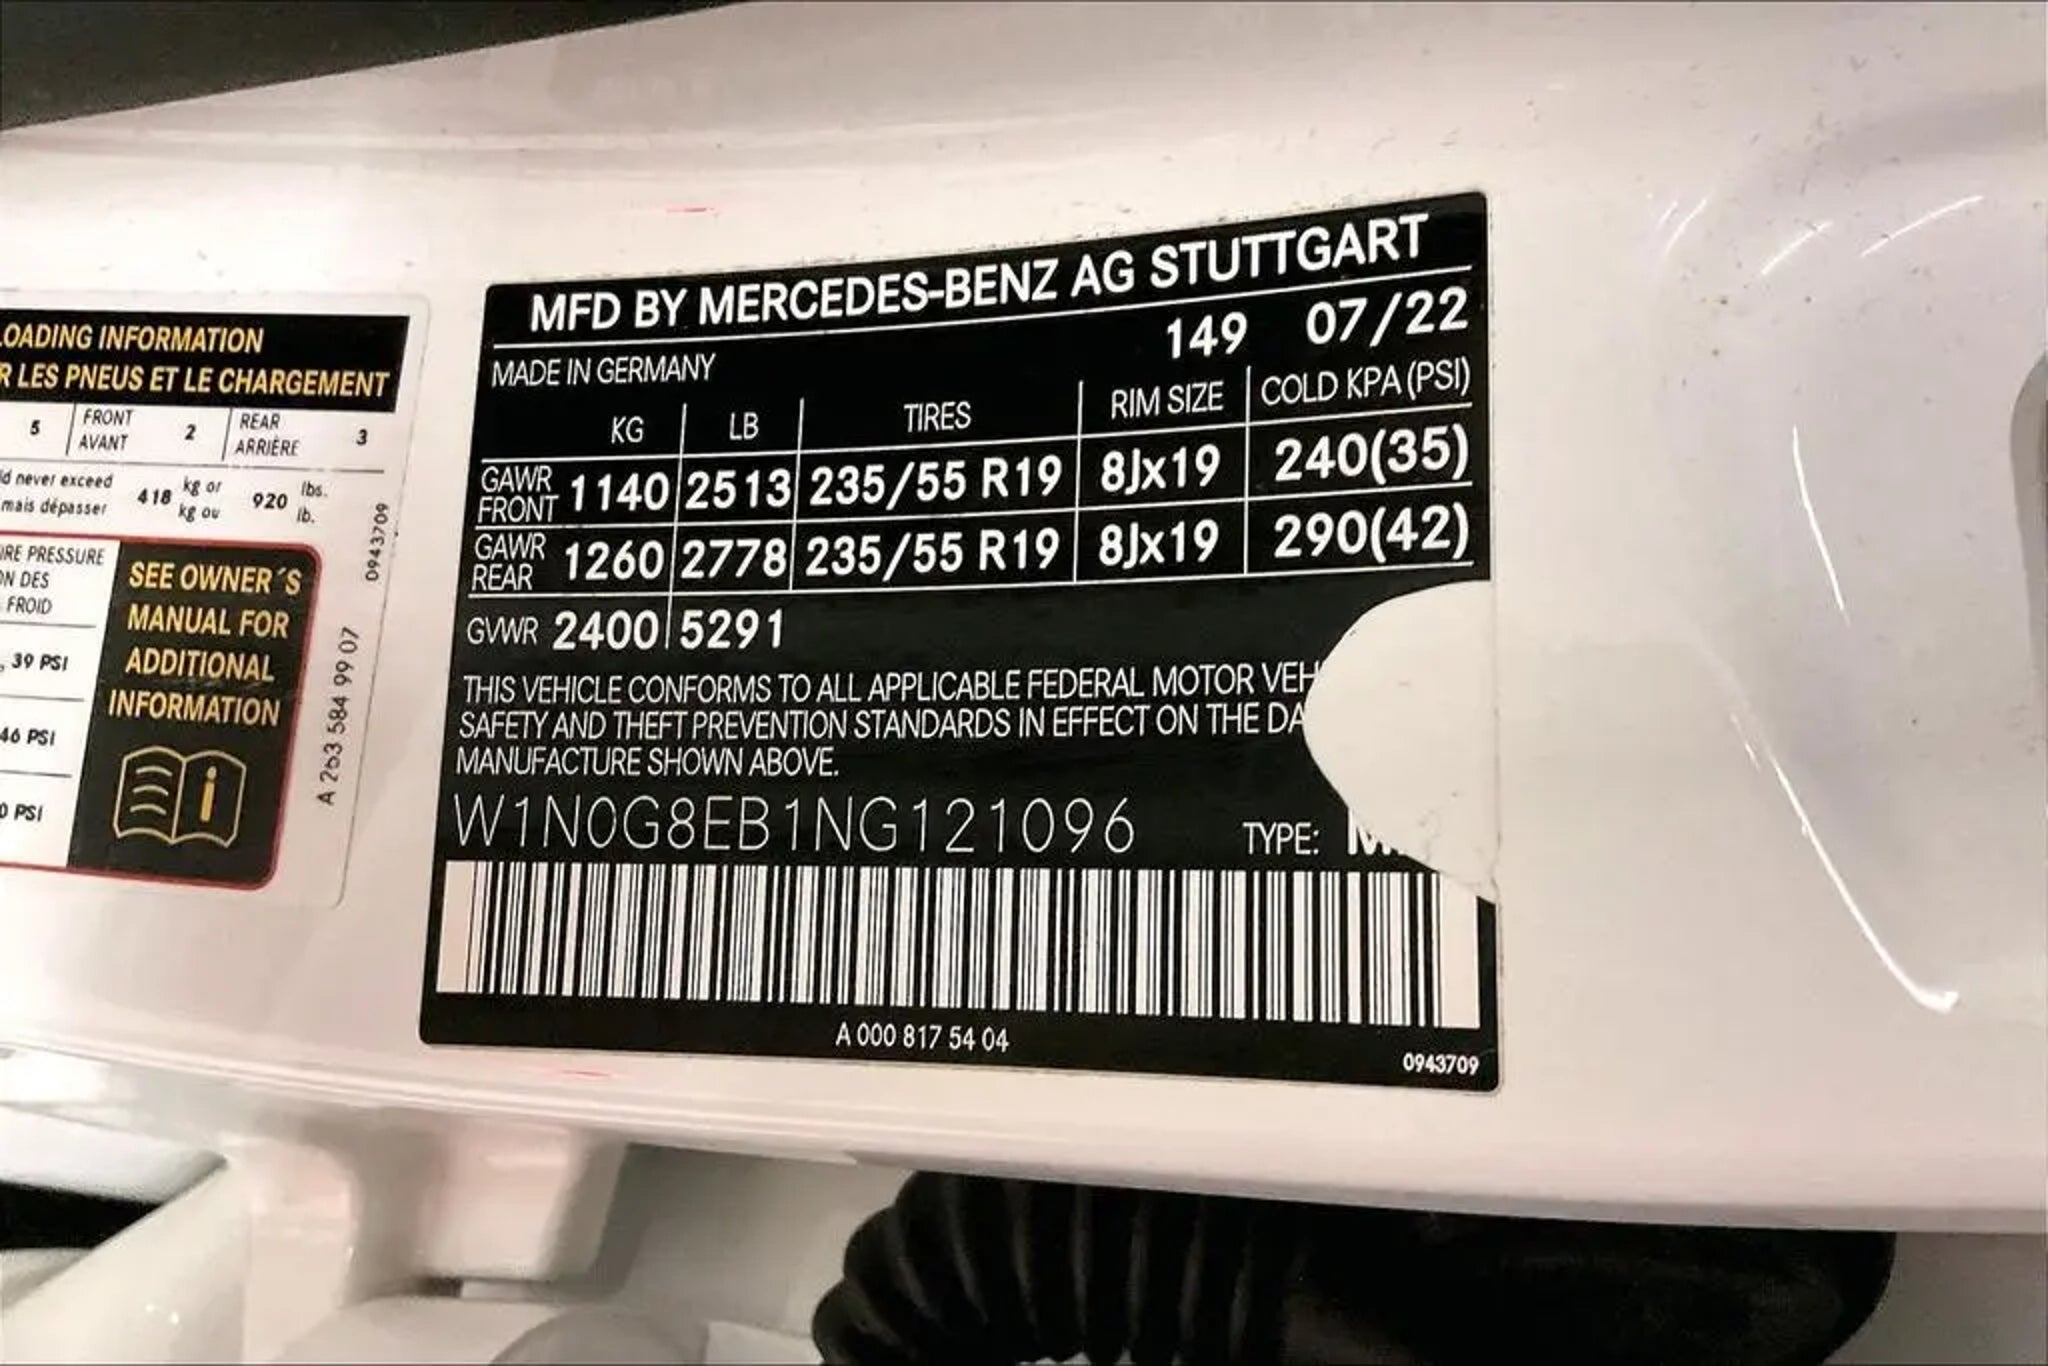 LOADING INFORMATION
R LES PNEUS ET LE CHARGEMENT
5 FRONT AVANT 2 REAR ARRIÈRE 3
never exceed 418 kg or 920 lbs.
mais dépasser kg ou lb.
PRESSURE
DES
FROID
39 PSI
46 PSI
PSI
SEE OWNER´S
MANUAL FOR
ADDITIONAL
INFORMATION
i
A 263 584 99 07
0943709
MFD BY MERCEDES-BENZ AG STUTTGART
MADE IN GERMANY 149 07/22
KG LB TIRES RIM SIZE COLD KPA (PSI)
GAWR FRONT 1140 2513 235/55 R19 8Jx19 240(35)
GAWR REAR 1260 2778 235/55 R19 8Jx19 290(42)
GVWR 2400 5291
THIS VEHICLE CONFORMS TO ALL APPLICABLE FEDERAL MOTOR VEH
SAFETY AND THEFT PREVENTION STANDARDS IN EFFECT ON THE DA
MANUFACTURE SHOWN ABOVE.
W1N0G8EB1NG121096 TYPE:
A 000 817 54 04
0943709